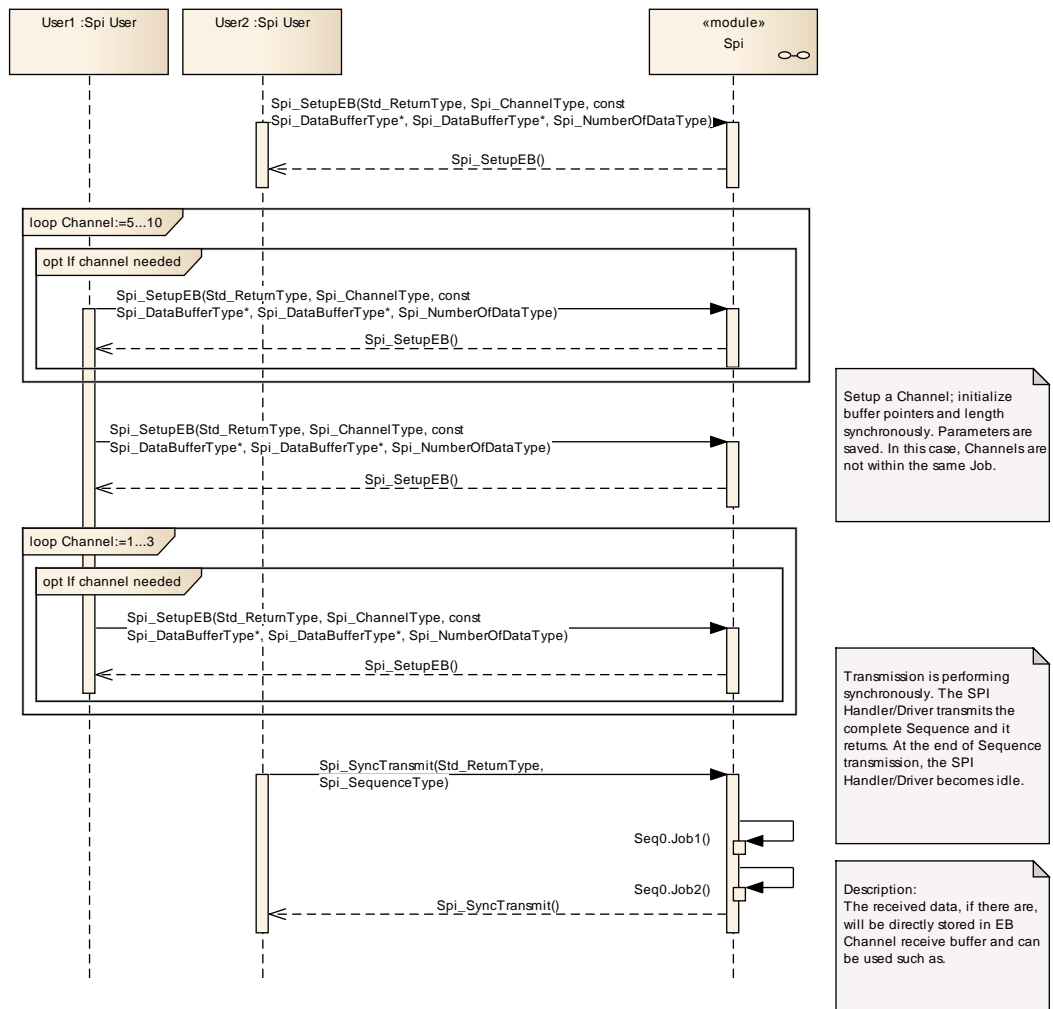 User1 :Spi User
User2 :Spi User
«module»
Spi
Spi_SetupEB(Std_ReturnType, Spi_ChannelType, const
Spi_DataBufferType*, Spi_DataBufferType*, Spi_NumberOfDataType)
Spi_SetupEB()
loop Channel:=5...10
opt If channel needed
Spi_SetupEB(Std_ReturnType, Spi_ChannelType, const
Spi_DataBufferType*, Spi_DataBufferType*, Spi_NumberOfDataType)
Spi_SetupEB()
Setup a Channel; initialize
buffer pointers and length
synchronously. Parameters are
saved. In this case, Channels are
not within the same Job.
Spi_SetupEB(Std_ReturnType, Spi_ChannelType, const
Spi_DataBufferType*, Spi_DataBufferType*, Spi_NumberOfDataType)
Spi_SetupEB()
loop Channel:=1...3
opt If channel needed
Spi_SetupEB(Std_ReturnType, Spi_ChannelType, const
Spi_DataBufferType*, Spi_DataBufferType*, Spi_NumberOfDataType)
Spi_SetupEB()
Transmission is performing
synchronously. The SPI
Handler/Driver transmits the
complete Sequence and it
returns. At the end of Sequence
transmission, the SPI
Handler/Driver becomes idle.
Spi_SyncTransmit(Std_ReturnType,
Spi_SequenceType)
Seq0.Job1()
Seq0.Job2()
Spi_SyncTransmit()
Description:
The received data, if there are,
will be directly stored in EB
Channel receive buffer and can
be used such as.